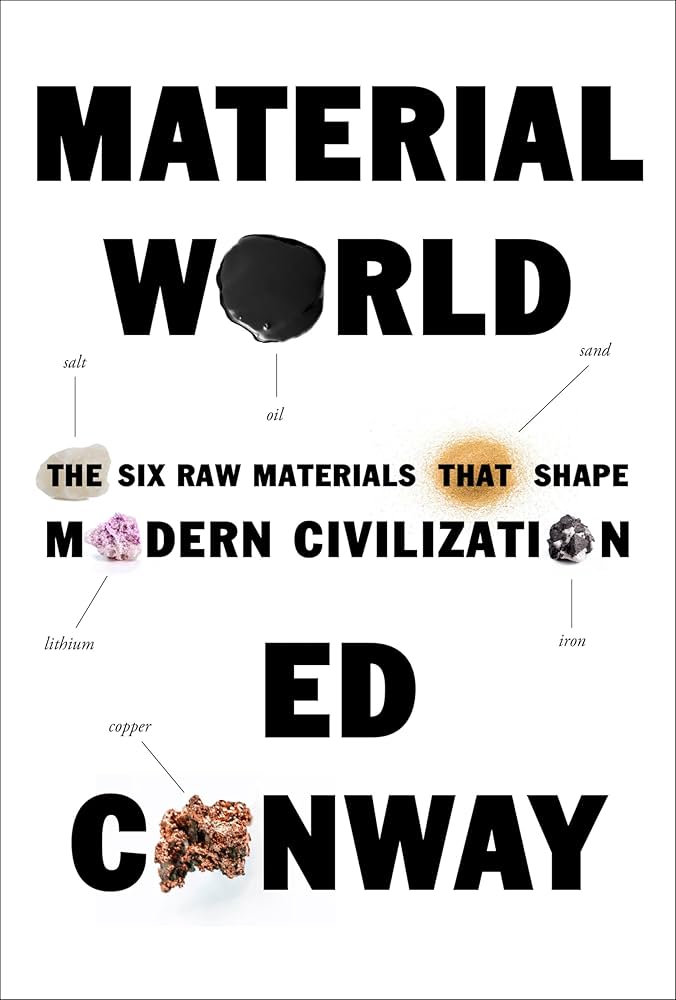 MATERIAL
WORLD
salt
oil
sand
THE SIX RAW MATERIALS THAT SHAPE
MODERN CIVILIZATION
lithium
iron
ED
copper
CONWAY